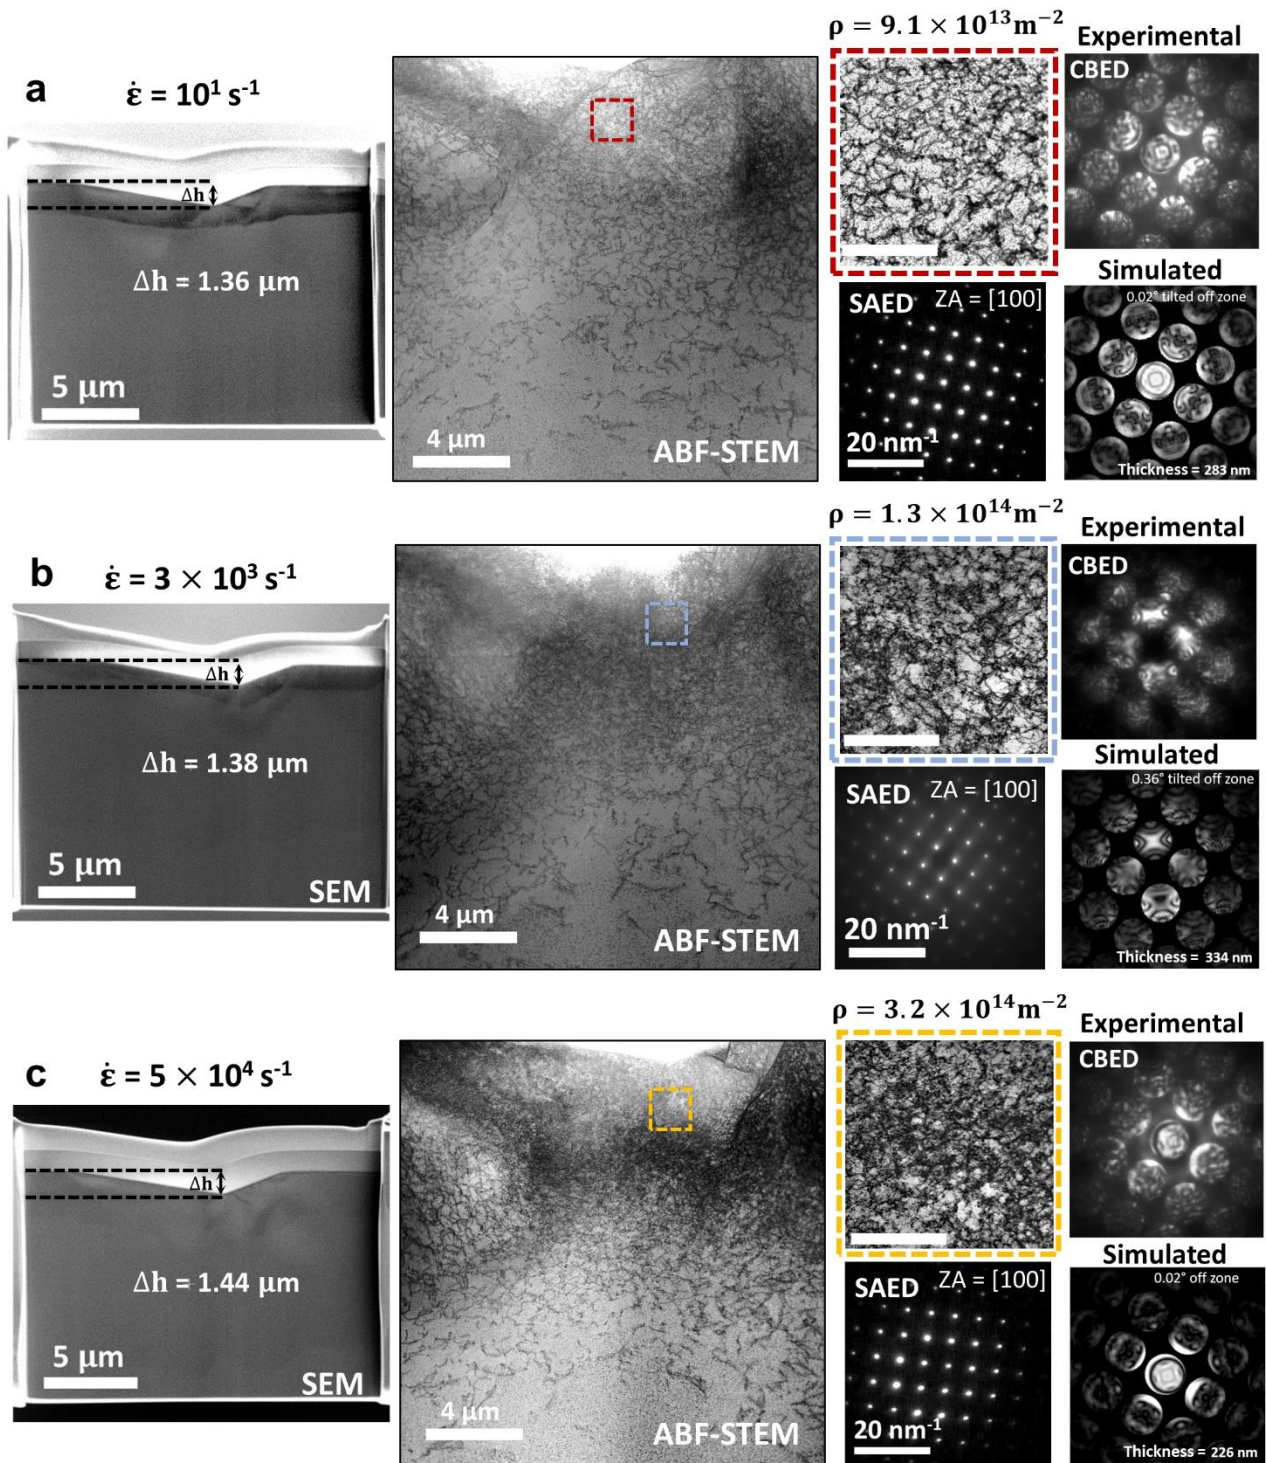 a
ε̇ = 10¹ s⁻¹
Δh
Δh = 1.36 μm
5 μm
4 μm
ABF-STEM
ρ = 9.1 × 10¹³m⁻²
SAED ZA = [100]
20 nm⁻¹
Experimental
CBED
Simulated
0.02° tilted off zone
Thickness = 283 nm
b
ε̇ = 3 × 10³ s⁻¹
Δh
Δh = 1.38 μm
5 μm
SEM
4 μm
ABF-STEM
ρ = 1.3 × 10¹⁴m⁻²
SAED ZA = [100]
20 nm⁻¹
Experimental
CBED
Simulated
0.36° tilted off zone
Thickness = 334 nm
c
ε̇ = 5 × 10⁴ s⁻¹
Δh
Δh = 1.44 μm
5 μm
SEM
4 μm
ABF-STEM
ρ = 3.2 × 10¹⁴m⁻²
SAED ZA = [100]
20 nm⁻¹
Experimental
CBED
Simulated
0.02° off zone
Thickness = 226 nm